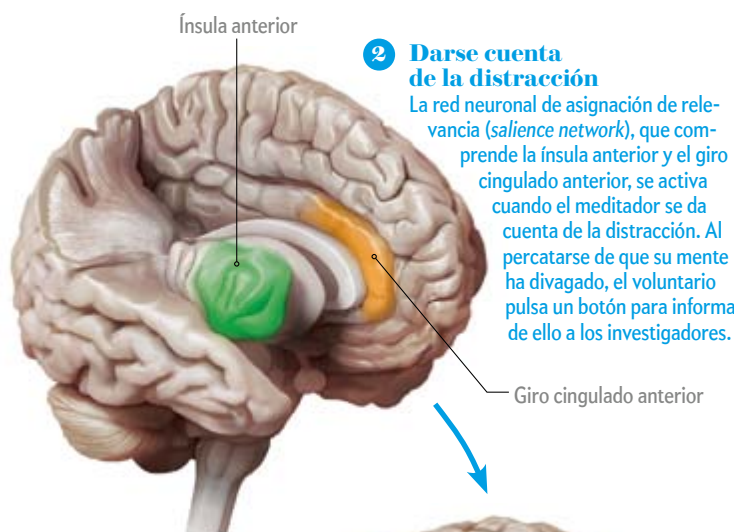 Ínsula anterior
2 Darse cuenta
de la distracción
La red neuronal de asignación de rele-
vancia (salience network), que com-
prende la ínsula anterior y el giro
cingulado anterior, se activa
cuando el meditador se da
cuenta de la distracción. Al
percatarse de que su mente
ha divagado, el voluntario
pulsa un botón para informa
de ello a los investigadores.
Giro cingulado anterior